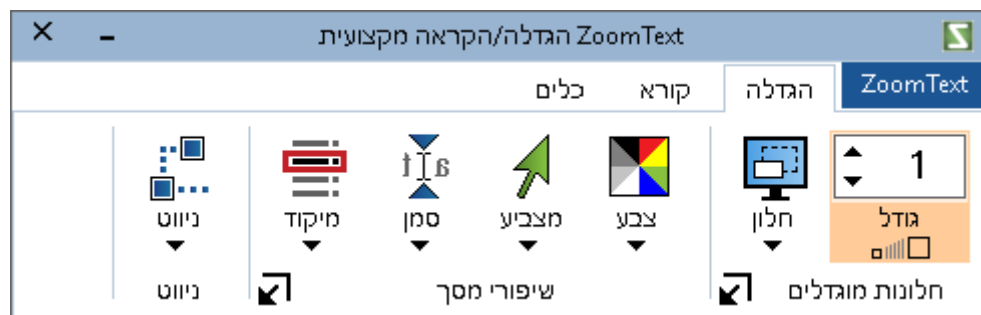 ZoomText הגדלה/הקראה מקצועית
ZoomText הגדלה קורא כלים
1
גודל חלון צבע מצביע סמן מיקוד ניווט
חלונות מוגדלים שיפורי מסך ניווט